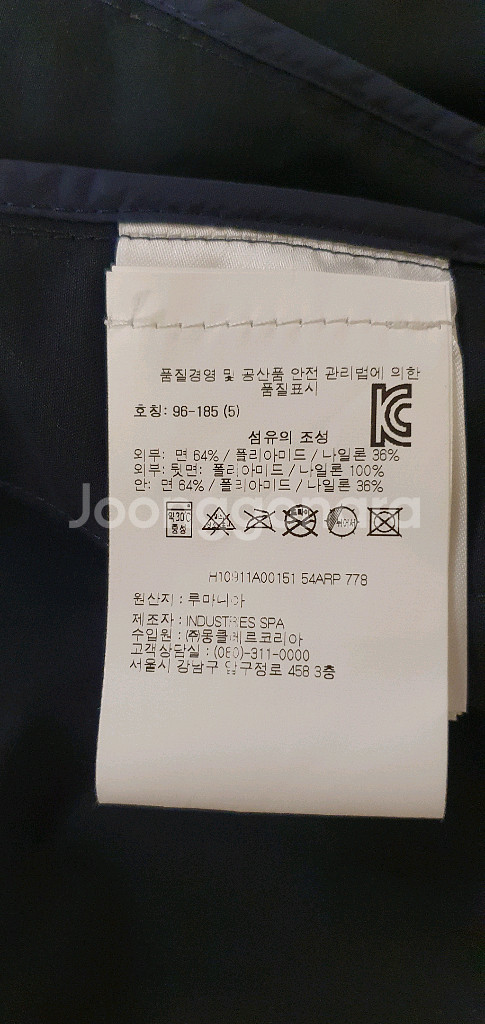 품질경영 및 공산품 안전 관리법에 의한
품질표시
호칭: 96-185 (5)
섬유의 조성
외부: 면 64% / 폴리아미드 / 나일론 36%
외부: 뒷면: 폴리아미드 / 나일론 100%
안: 면 64% / 폴리아미드 / 나일론 36%
Joonggonara
약30℃
중성
H10911A00151 54ARP 778
원산지 : 루마니아
제조자 : INDUSTRIES SPA
수입원 : ㈜몽클레르코리아
고객상담실 : (080)-311-0000
서울시 강남구 압구정로 458 3층